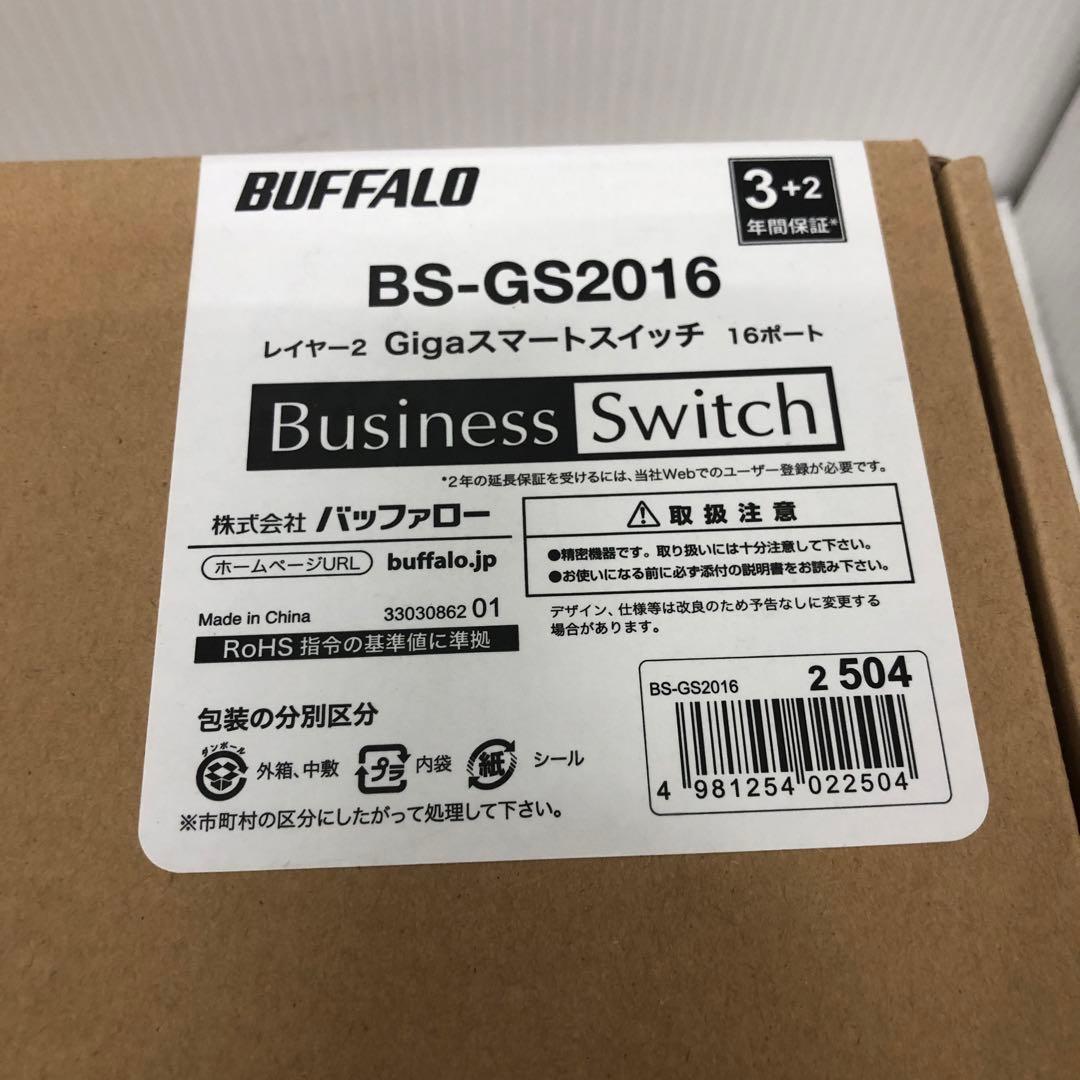 BUFFALO
3+2
年間保証*
BS-GS2016
レイヤー2 Gigaスマートスイッチ 16ポート
Business Switch
*2年の延長保証を受けるには、当社Webでのユーザー登録が必要です。
株式会社 バッファロー
ホームページURL buffalo.jp
Made in China 33030862 01
RoHS 指令の基準値に準拠
⚠取扱注意
●精密機器です。取り扱いには十分注意して下さい。
●お使いになる前に必ず添付の説明書をお読み下さい。
デザイン、仕様等は改良のため予告なしに変更する
場合があります。
包装の分別区分
ダンボール
外箱、中敷 プラ 内袋 紙 シール
※市町村の区分にしたがって処理して下さい。
BS-GS2016 2 504
4 981254 022504